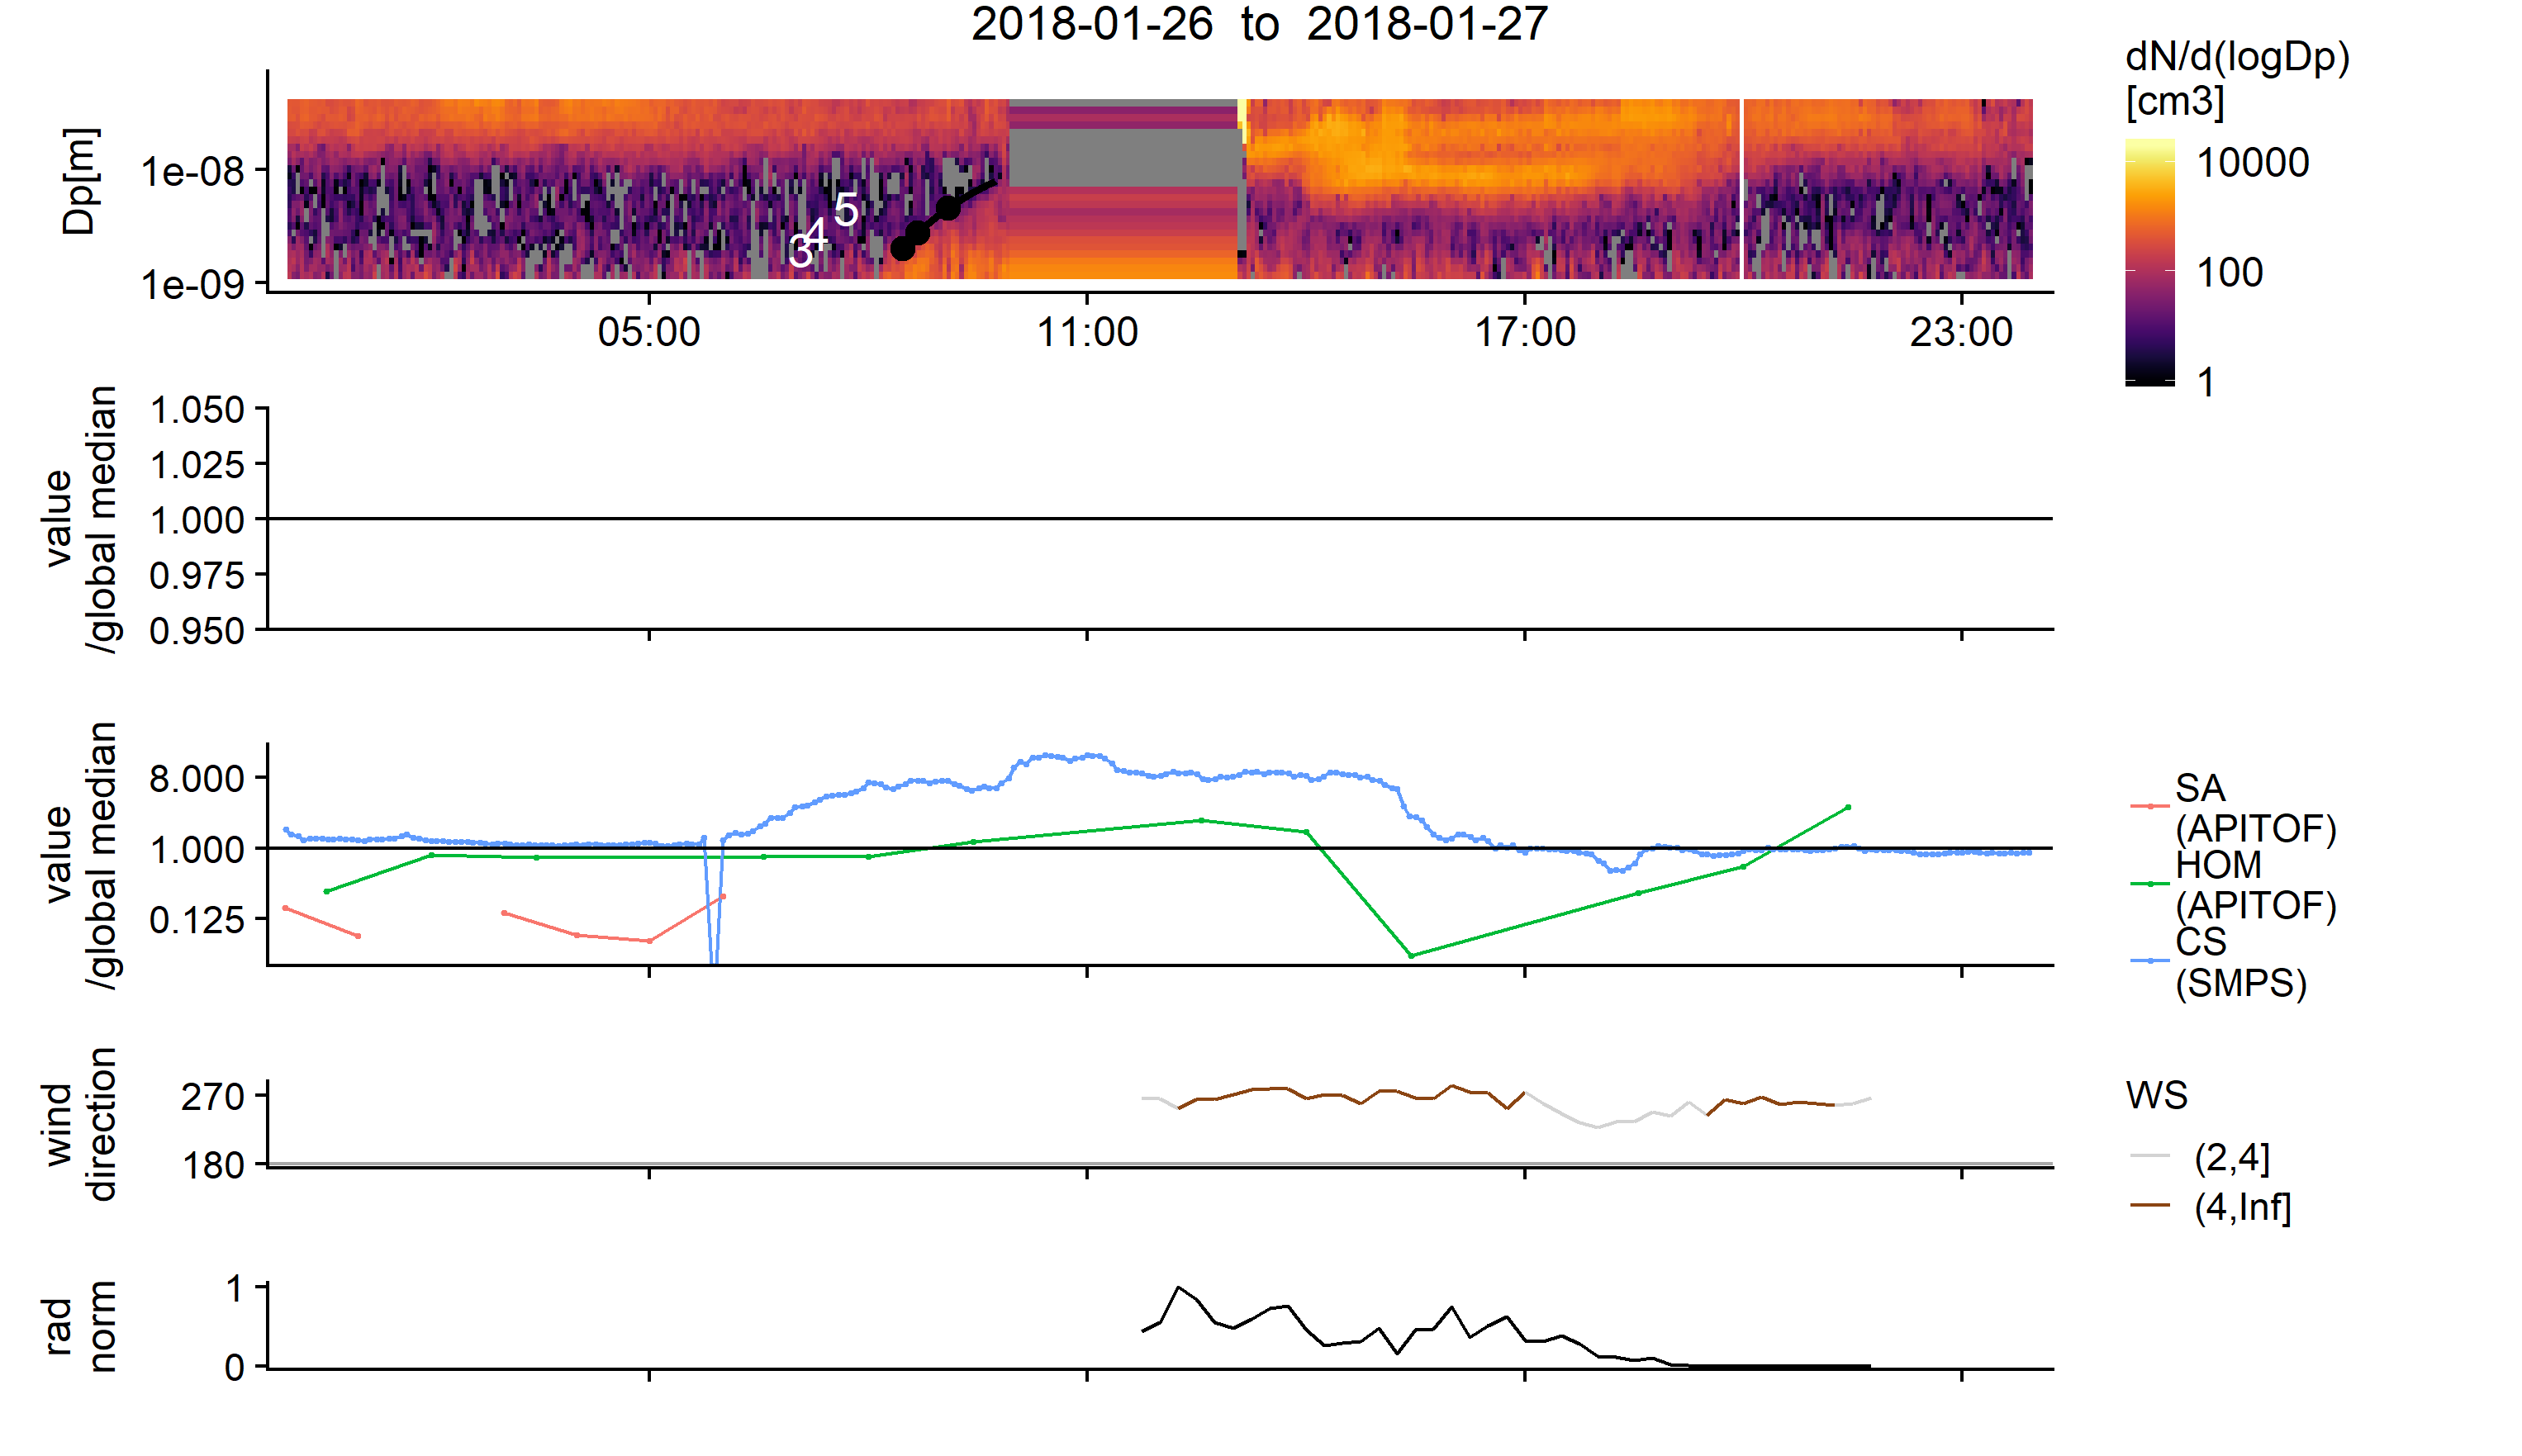 2018-01-26  to  2018-01-27
dN/d(logDp)
[cm3]
10000
100
1
Dp[m]
1e-08
1e-09
3
4
5
05:00
11:00
17:00
23:00
value
/global median
1.050
1.025
1.000
0.975
0.950
value
/global median
8.000
1.000
0.125
SA
(APITOF)
HOM
(APITOF)
CS
(SMPS)
wind
direction
270
180
WS
(2,4]
(4,Inf]
rad
norm
1
0